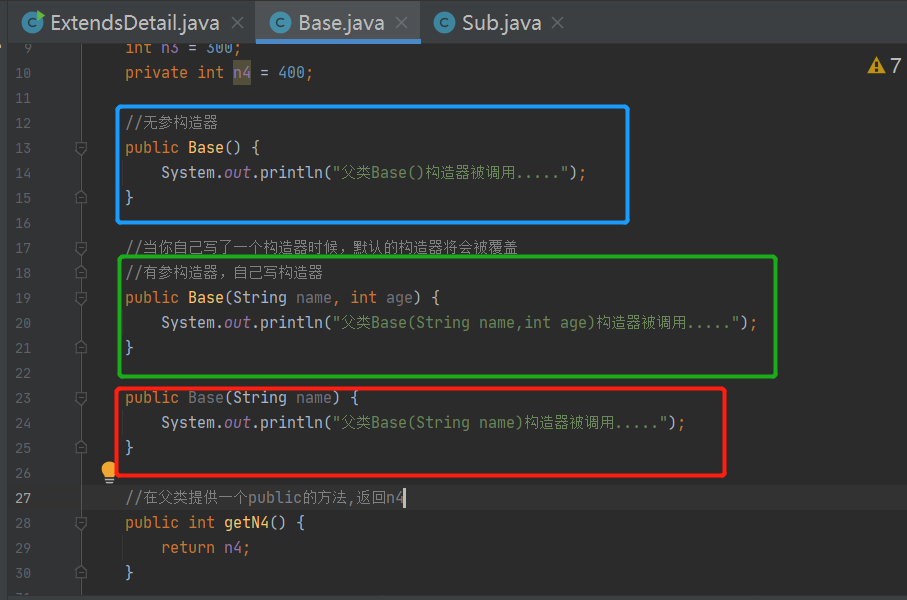 ExtendsDetail.java Base.java Sub.java
9 int n3 = 300;
10 private int n4 = 400;
7
11
12 //无参构造器
13 public Base() {
14 System.out.println("父类Base()构造器被调用.....");
15 }
16
17 //当你自己写了一个构造器时候，默认的构造器将会被覆盖
18 //有参构造器，自己写构造器
19 public Base(String name, int age) {
20 System.out.println("父类Base(String name,int age)构造器被调用.....");
21 }
22
23 public Base(String name) {
24 System.out.println("父类Base(String name)构造器被调用.....");
25 }
26
27 //在父类提供一个public的方法,返回n4
28 public int getN4() {
29 return n4;
30 }